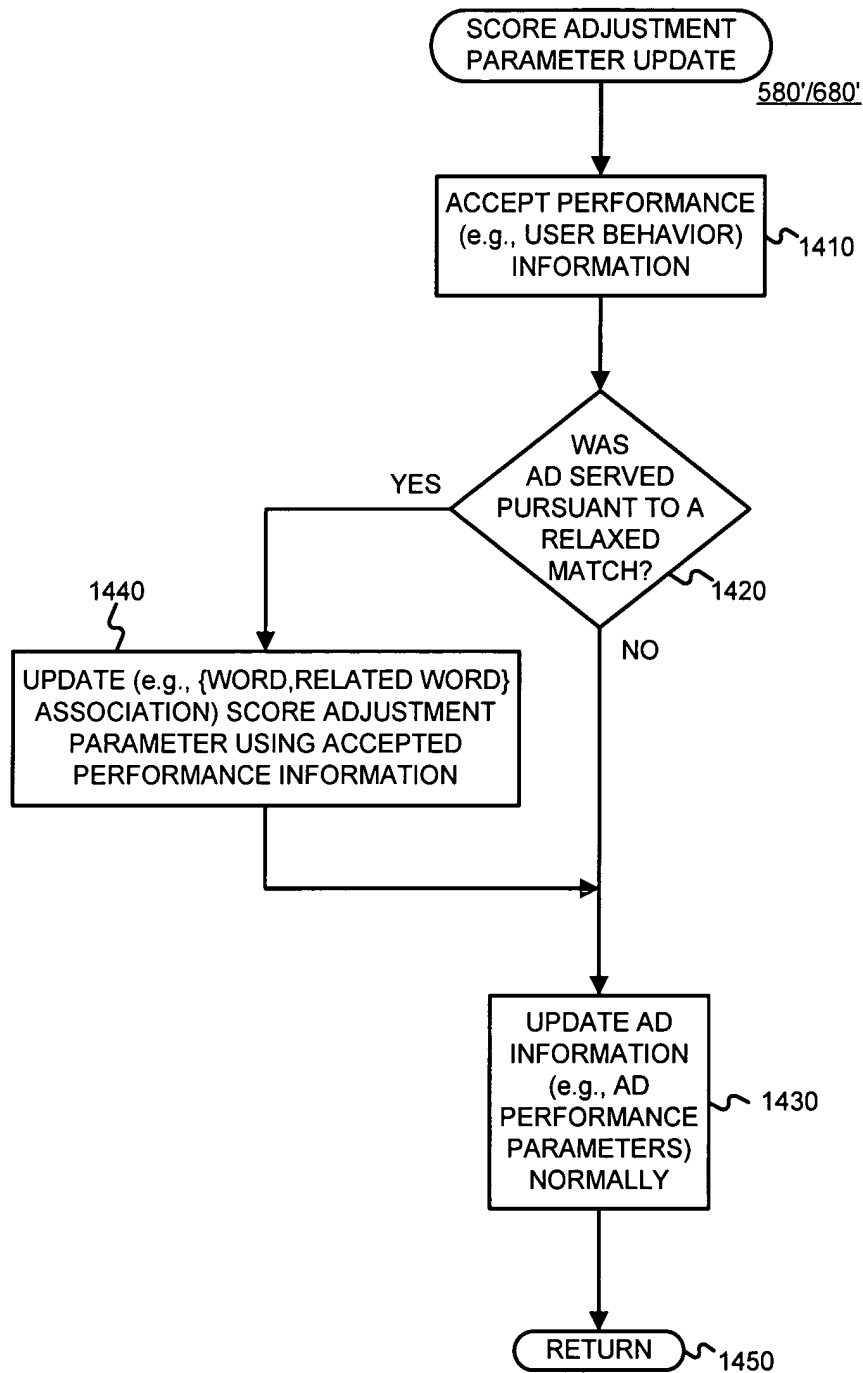 SCORE ADJUSTMENT
PARAMETER UPDATE
580'/680'
ACCEPT PERFORMANCE
(e.g., USER BEHAVIOR)
INFORMATION
1410
WAS
AD SERVED
PURSUANT TO A
RELAXED
MATCH?
YES
1420
1440
NO
UPDATE (e.g., {WORD,RELATED WORD}
ASSOCIATION) SCORE ADJUSTMENT
PARAMETER USING ACCEPTED
PERFORMANCE INFORMATION
UPDATE AD
INFORMATION
(e.g., AD
PERFORMANCE
PARAMETERS)
NORMALLY
1430
RETURN
1450